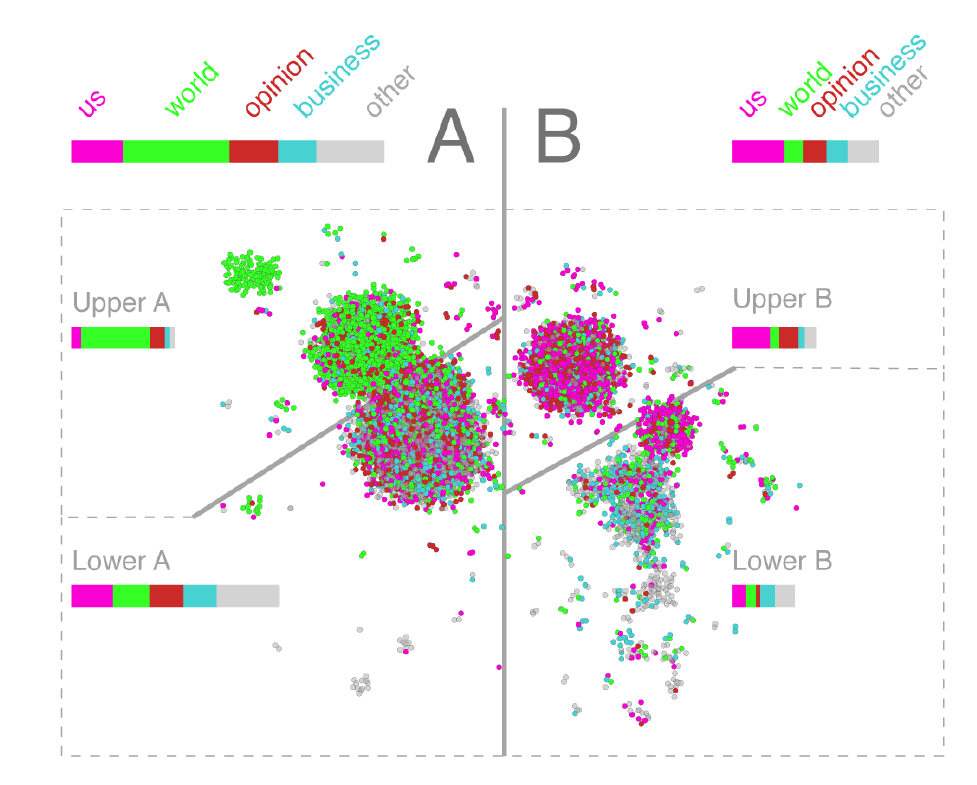 us world opinion business other
us world opinion business other
A B
Upper A
Upper B
Lower A
Lower B